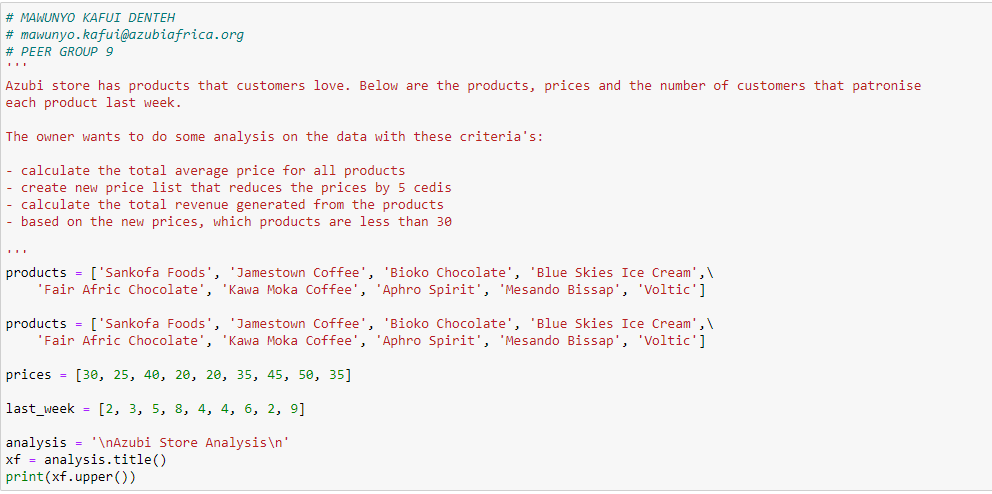 # MAWUNYO KAFUI DENTEH
# mawunyo.kafui@azubiafrica.org
# PEER GROUP 9
'''
Azubi store has products that customers love. Below are the products, prices and the number of customers that patronise
each product last week.
The owner wants to do some analysis on the data with these criteria's:
- calculate the total average price for all products
- create new price list that reduces the prices by 5 cedis
- calculate the total revenue generated from the products
- based on the new prices, which products are less than 30
'''
products = ['Sankofa Foods', 'Jamestown Coffee', 'Bioko Chocolate', 'Blue Skies Ice Cream',\
    'Fair Afric Chocolate', 'Kawa Moka Coffee', 'Aphro Spirit', 'Mesando Bissap', 'Voltic']
products = ['Sankofa Foods', 'Jamestown Coffee', 'Bioko Chocolate', 'Blue Skies Ice Cream',\
    'Fair Afric Chocolate', 'Kawa Moka Coffee', 'Aphro Spirit', 'Mesando Bissap', 'Voltic']
prices = [30, 25, 40, 20, 20, 35, 45, 50, 35]
last_week = [2, 3, 5, 8, 4, 4, 6, 2, 9]
analysis = '\nAzubi Store Analysis\n'
xf = analysis.title()
print(xf.upper())